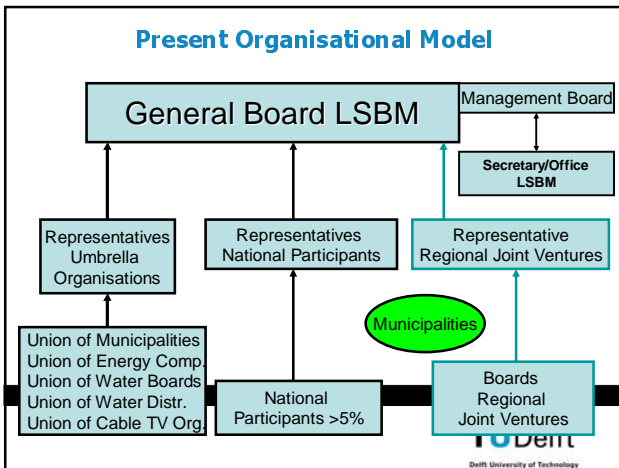 Present Organisational Model
General Board LSBM
Management Board
Secretary/Office
LSBM
Representatives
Umbrella
Organisations
Representatives
National Participants
Representative
Regional Joint Ventures
Municipalities
Union of Municipalities
Union of Energy Comp.
Union of Water Boards
Union of Water Distr.
Union of Cable TV Org.
National
Participants >5%
Boards
Regional
Joint Ventures
TUDelft
Delft University of Technology